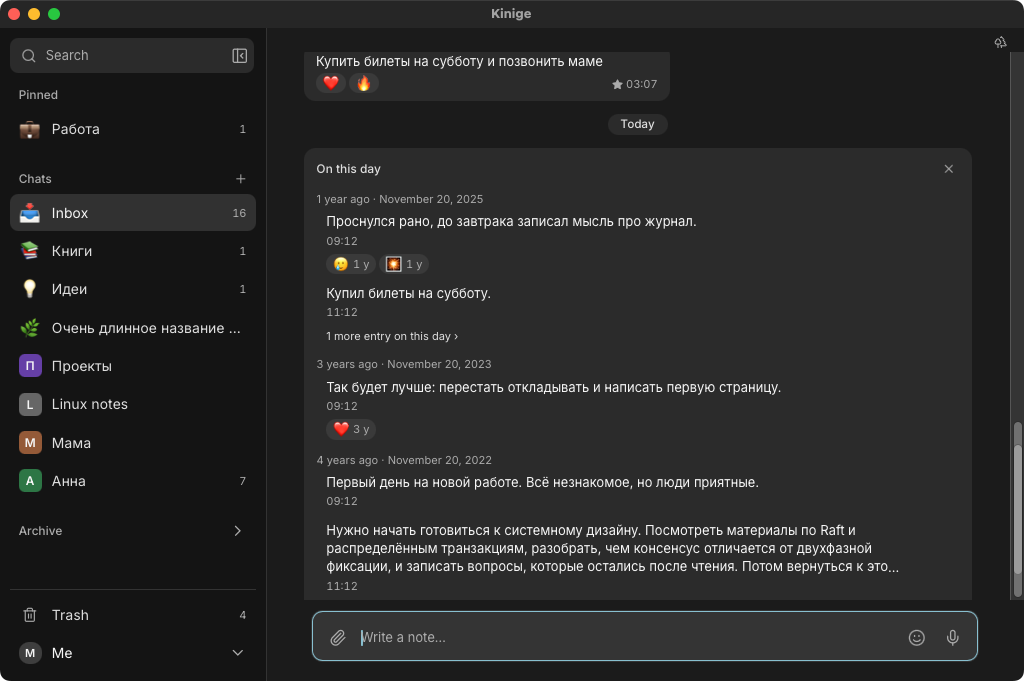 Kinige
Search
Pinned
Работа 1
Chats
Inbox 16
Книги 1
Идеи 1
Очень длинное название ...
П Проекты
L Linux notes
М Мама
А Анна 7
Archive
Trash 4
M Me
Купить билеты на субботу и позвонить маме
03:07
Today
On this day
1 year ago · November 20, 2025
Проснулся рано, до завтрака записал мысль про журнал.
09:12
1 y 1 y
Купил билеты на субботу.
11:12
1 more entry on this day ›
3 years ago · November 20, 2023
Так будет лучше: перестать откладывать и написать первую страницу.
09:12
3 y
4 years ago · November 20, 2022
Первый день на новой работе. Всё незнакомое, но люди приятные.
09:12
Нужно начать готовиться к системному дизайну. Посмотреть материалы по Raft и
распределённым транзакциям, разобрать, чем консенсус отличается от двухфазной
фиксации, и записать вопросы, которые остались после чтения. Потом вернуться к это...
11:12
Write a note...